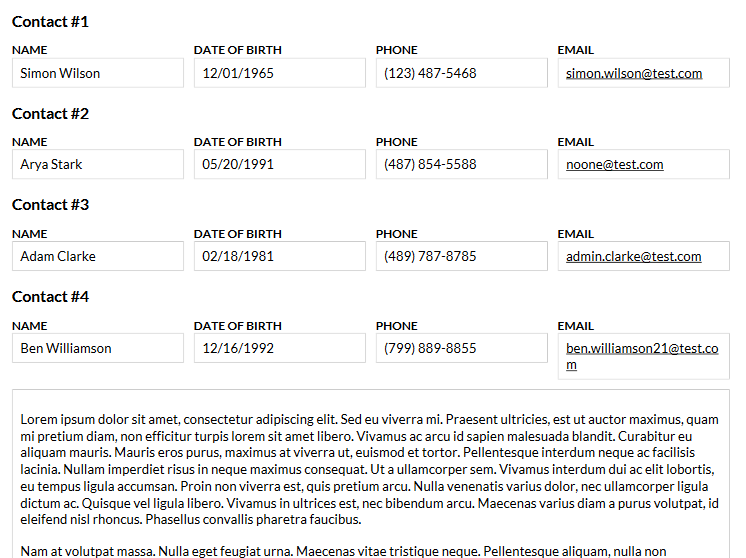 Contact #1
NAME DATE OF BIRTH PHONE EMAIL
Simon Wilson 12/01/1965 (123) 487-5468 simon.wilson@test.com
Contact #2
NAME DATE OF BIRTH PHONE EMAIL
Arya Stark 05/20/1991 (487) 854-5588 noone@test.com
Contact #3
NAME DATE OF BIRTH PHONE EMAIL
Adam Clarke 02/18/1981 (489) 787-8785 admin.clarke@test.com
Contact #4
NAME DATE OF BIRTH PHONE EMAIL
Ben Williamson 12/16/1992 (799) 889-8855 ben.williamson21@test.co
m
Lorem ipsum dolor sit amet, consectetur adipiscing elit. Sed eu viverra mi. Praesent ultricies, est ut auctor maximus, quam
mi pretium diam, non efficitur turpis lorem sit amet libero. Vivamus ac arcu id sapien malesuada blandit. Curabitur eu
aliquam mauris. Mauris eros purus, maximus at viverra ut, euismod et tortor. Pellentesque interdum neque ac facilisis
lacinia. Nullam imperdiet risus in neque maximus consequat. Ut a ullamcorper sem. Vivamus interdum dui ac elit lobortis,
eu tempus ligula accumsan. Proin non viverra est, quis pretium arcu. Nulla venenatis varius dolor, nec ullamcorper ligula
dictum ac. Quisque vel ligula libero. Vivamus in ultrices est, nec bibendum arcu. Maecenas varius diam a purus volutpat, id
eleifend nisl rhoncus. Phasellus convallis pharetra faucibus.
Nam at volutpat massa. Nulla eget feugiat urna. Maecenas vitae tristique neque. Pellentesque aliquam, nulla non